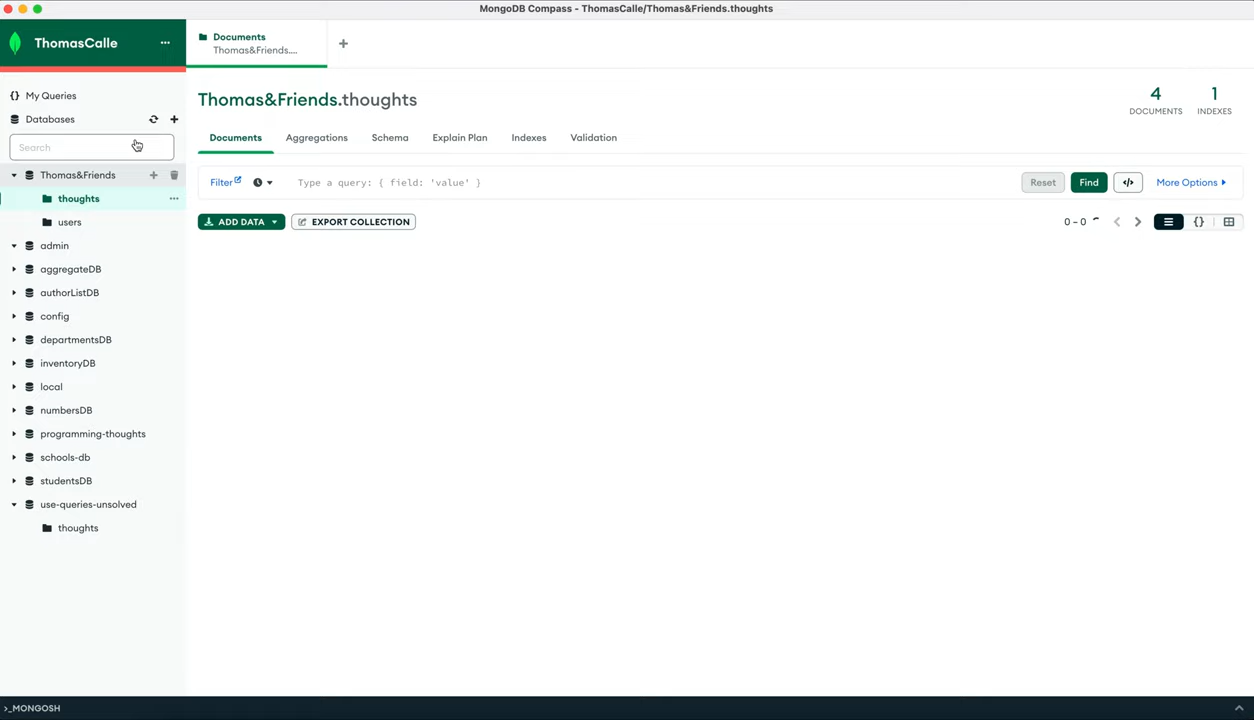 MongoDB Compass - ThomasCalle/Thomas&Friends.thoughts
ThomasCalle
Documents
Thomas&Friends....
{} My Queries
Databases
Search
Thomas&Friends
thoughts
users
admin
aggregateDB
authorListDB
config
departmentsDB
inventoryDB
local
numbersDB
programming-thoughts
schools-db
studentsDB
use-queries-unsolved
thoughts
Thomas&Friends.thoughts
4
DOCUMENTS
1
INDEXES
Documents Aggregations Schema Explain Plan Indexes Validation
Filter Type a query: { field: 'value' } Reset Find </> More Options
ADD DATA EXPORT COLLECTION 0 – 0 {}
>_MONGOSH